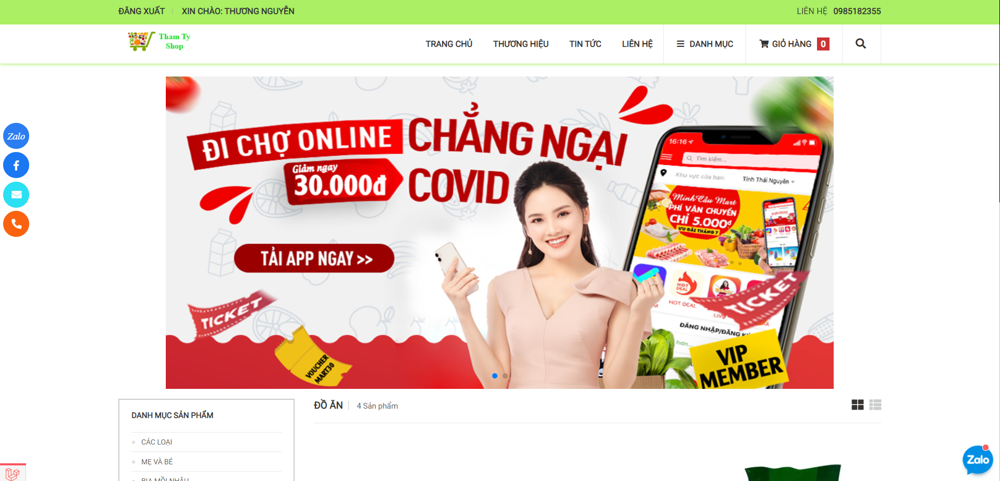 ĐĂNG XUẤT
XIN CHÀO: THƯƠNG NGUYỄN
LIÊN HỆ 0985182355
Tham Ty
Shop
TRANG CHỦ
THƯƠNG HIỆU
TIN TỨC
LIÊN HỆ
DANH MỤC
GIỎ HÀNG 0
Zalo
ĐI CHỢ ONLINE
CHẲNG NGẠI
COVID
Giảm ngay
30.000đ
TẢI APP NGAY >>
TICKET
VOUCHER
MART30
16:16
Tìm kiếm...
Khu vực của bạn:
Tỉnh Thái Nguyên
Minh Cầu Mart
PHÍ VẬN CHUYỂN
CHỈ 5.000đ
ƯU ĐÃI THÁNG 7
HOT
DEAL
HOT DEAL
TICKET
ĐĂNG NHẬP/ĐĂNG
VIP
MEMBER
DANH MỤC SẢN PHẨM
CÁC LOẠI
MẸ VÀ BÉ
BIA MỒI NHẬU
ĐỒ ĂN
4 Sản phẩm
Zalo